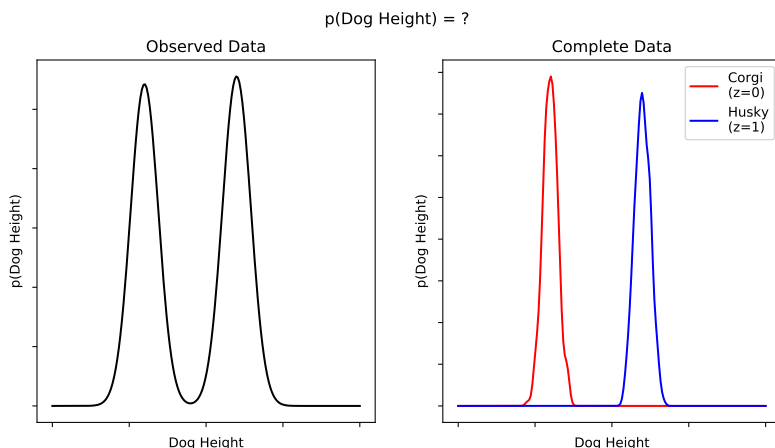 p(Dog Height) = ?
Observed Data
p(Dog Height)
Dog Height
Complete Data
p(Dog Height)
Dog Height
Corgi
(z=0)
Husky
(z=1)